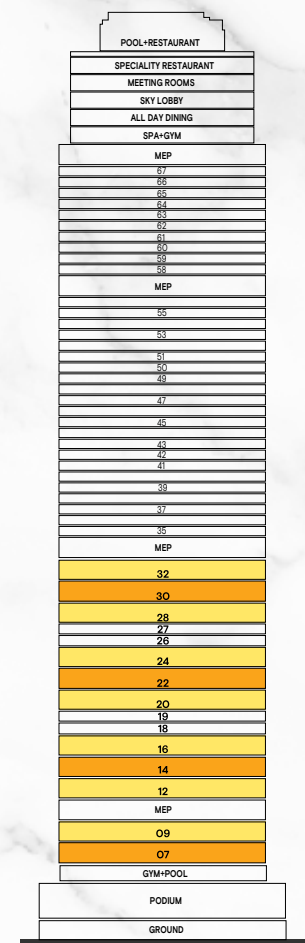 POOL+RESTAURANT
SPECIALITY RESTAURANT
MEETING ROOMS
SKY LOBBY
ALL DAY DINING
SPA+GYM
MEP
67
66
65
64
63
62
61
60
59
58
MEP
55
53
51
50
49
47
45
43
42
41
39
37
35
MEP
32
30
28
27
26
24
22
20
19
18
16
14
12
MEP
09
07
GYM+POOL
PODIUM
GROUND